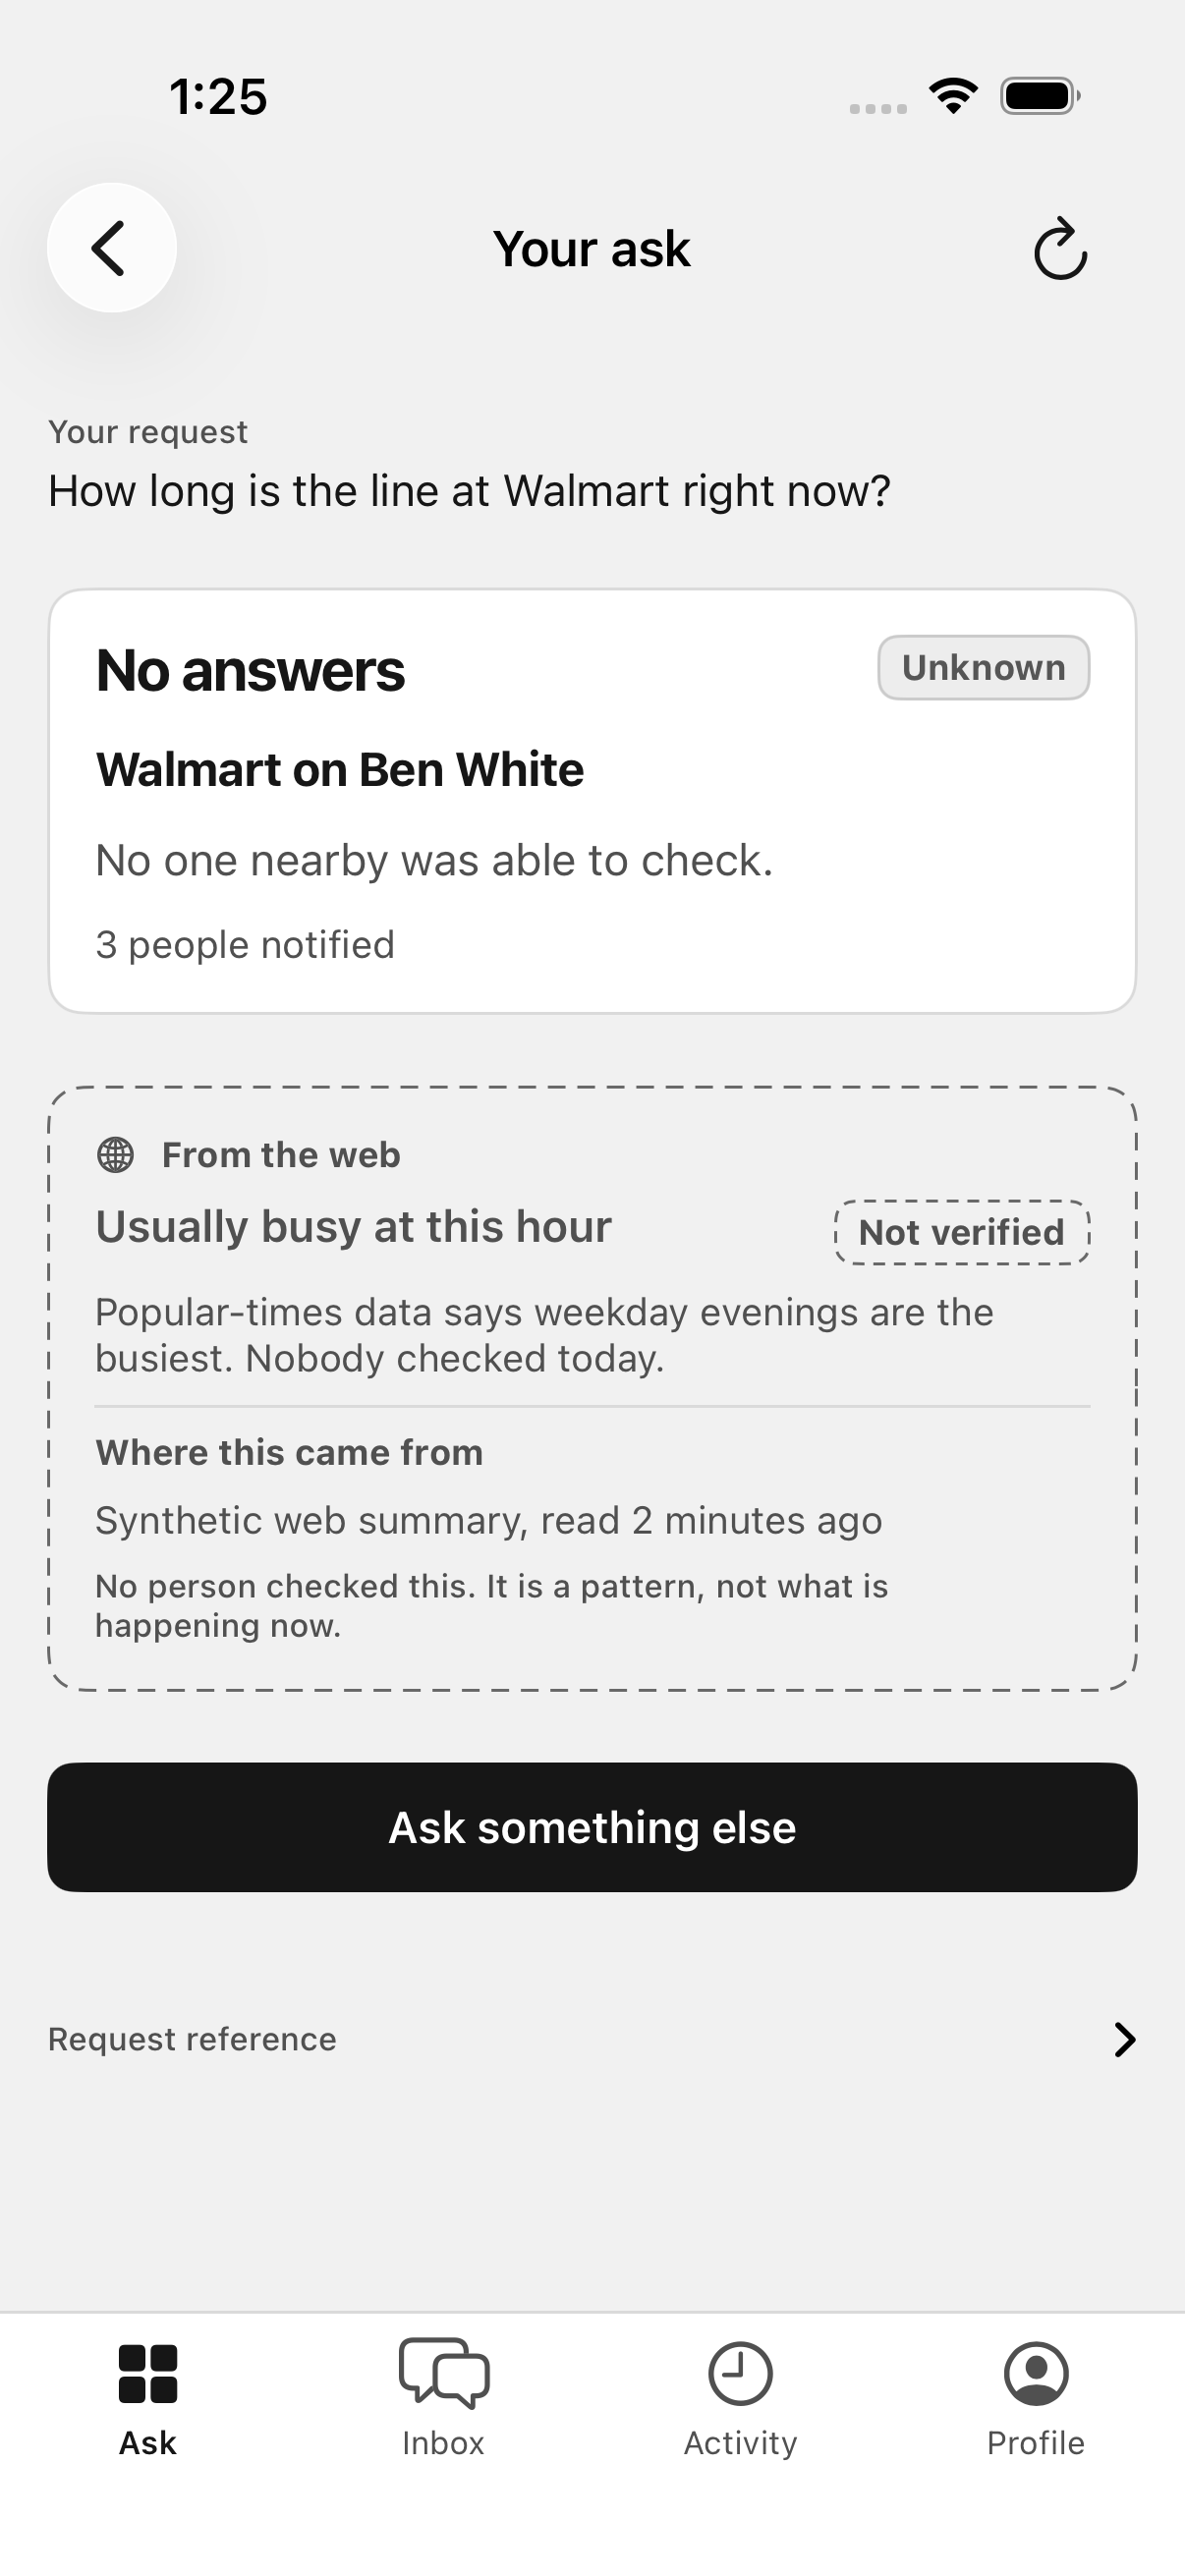 1:25
Your ask
Your request
How long is the line at Walmart right now?
No answers
Unknown
Walmart on Ben White
No one nearby was able to check.
3 people notified
From the web
Usually busy at this hour
Not verified
Popular-times data says weekday evenings are the
busiest. Nobody checked today.
Where this came from
Synthetic web summary, read 2 minutes ago
No person checked this. It is a pattern, not what is
happening now.
Ask something else
Request reference
Ask
Inbox
Activity
Profile